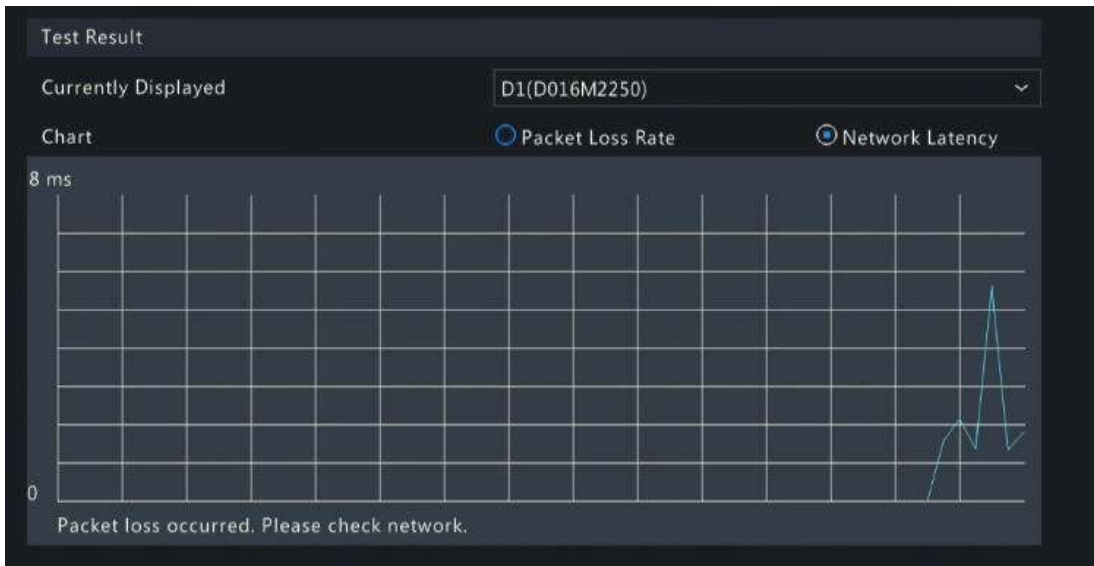 Test Result
Currently Displayed D1(D016M2250)
Chart Packet Loss Rate Network Latency
8 ms
0
Packet loss occurred. Please check network.